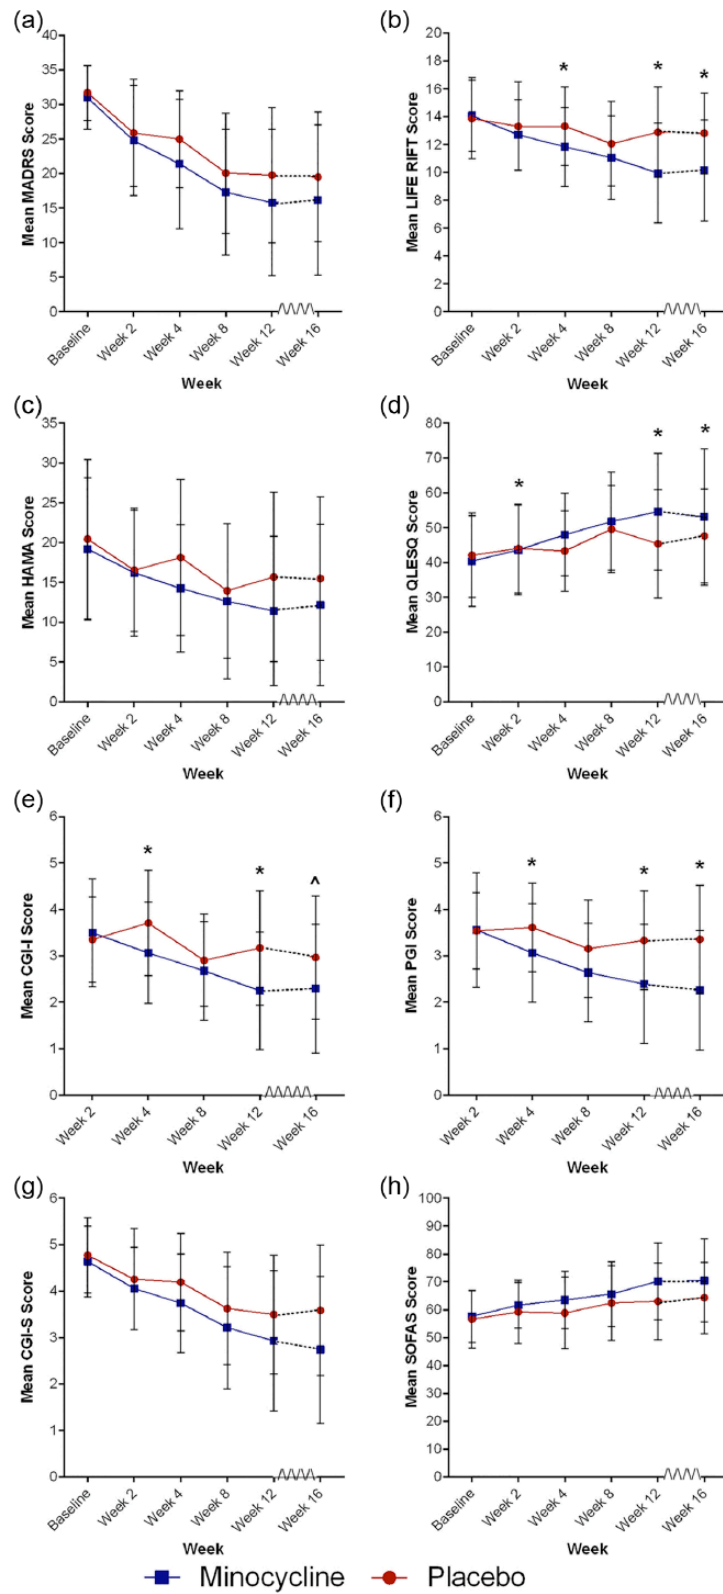 (a)
Mean MADRS Score
40
35
30
25
20
15
10
5
0
Baseline
Week 2
Week 4
Week 8
Week 12
Week 16
Week
(b)
Mean LIFE RIFT Score
20
18
16
14
12
10
8
6
4
2
0
*
*
*
Baseline
Week 2
Week 4
Week 8
Week 12
Week 16
Week
(c)
Mean HAMA Score
35
30
25
20
15
10
5
0
Baseline
Week 2
Week 4
Week 8
Week 12
Week 16
Week
(d)
Mean QLESQ Score
80
70
60
50
40
30
20
10
0
*
*
*
Baseline
Week 2
Week 4
Week 8
Week 12
Week 16
Week
(e)
Mean CGI-I Score
6
5
4
3
2
1
0
*
*
^
Week 2
Week 4
Week 8
Week 12
Week 16
Week
(f)
Mean PGI Score
6
5
4
3
2
1
0
*
*
*
Week 2
Week 4
Week 8
Week 12
Week 16
Week
(g)
Mean CGI-S Score
6
5
4
3
2
1
0
Baseline
Week 2
Week 4
Week 8
Week 12
Week 16
Week
(h)
Mean SOFAS Score
100
90
80
70
60
50
40
30
20
10
0
Baseline
Week 2
Week 4
Week 8
Week 12
Week 16
Week
Minocycline Placebo